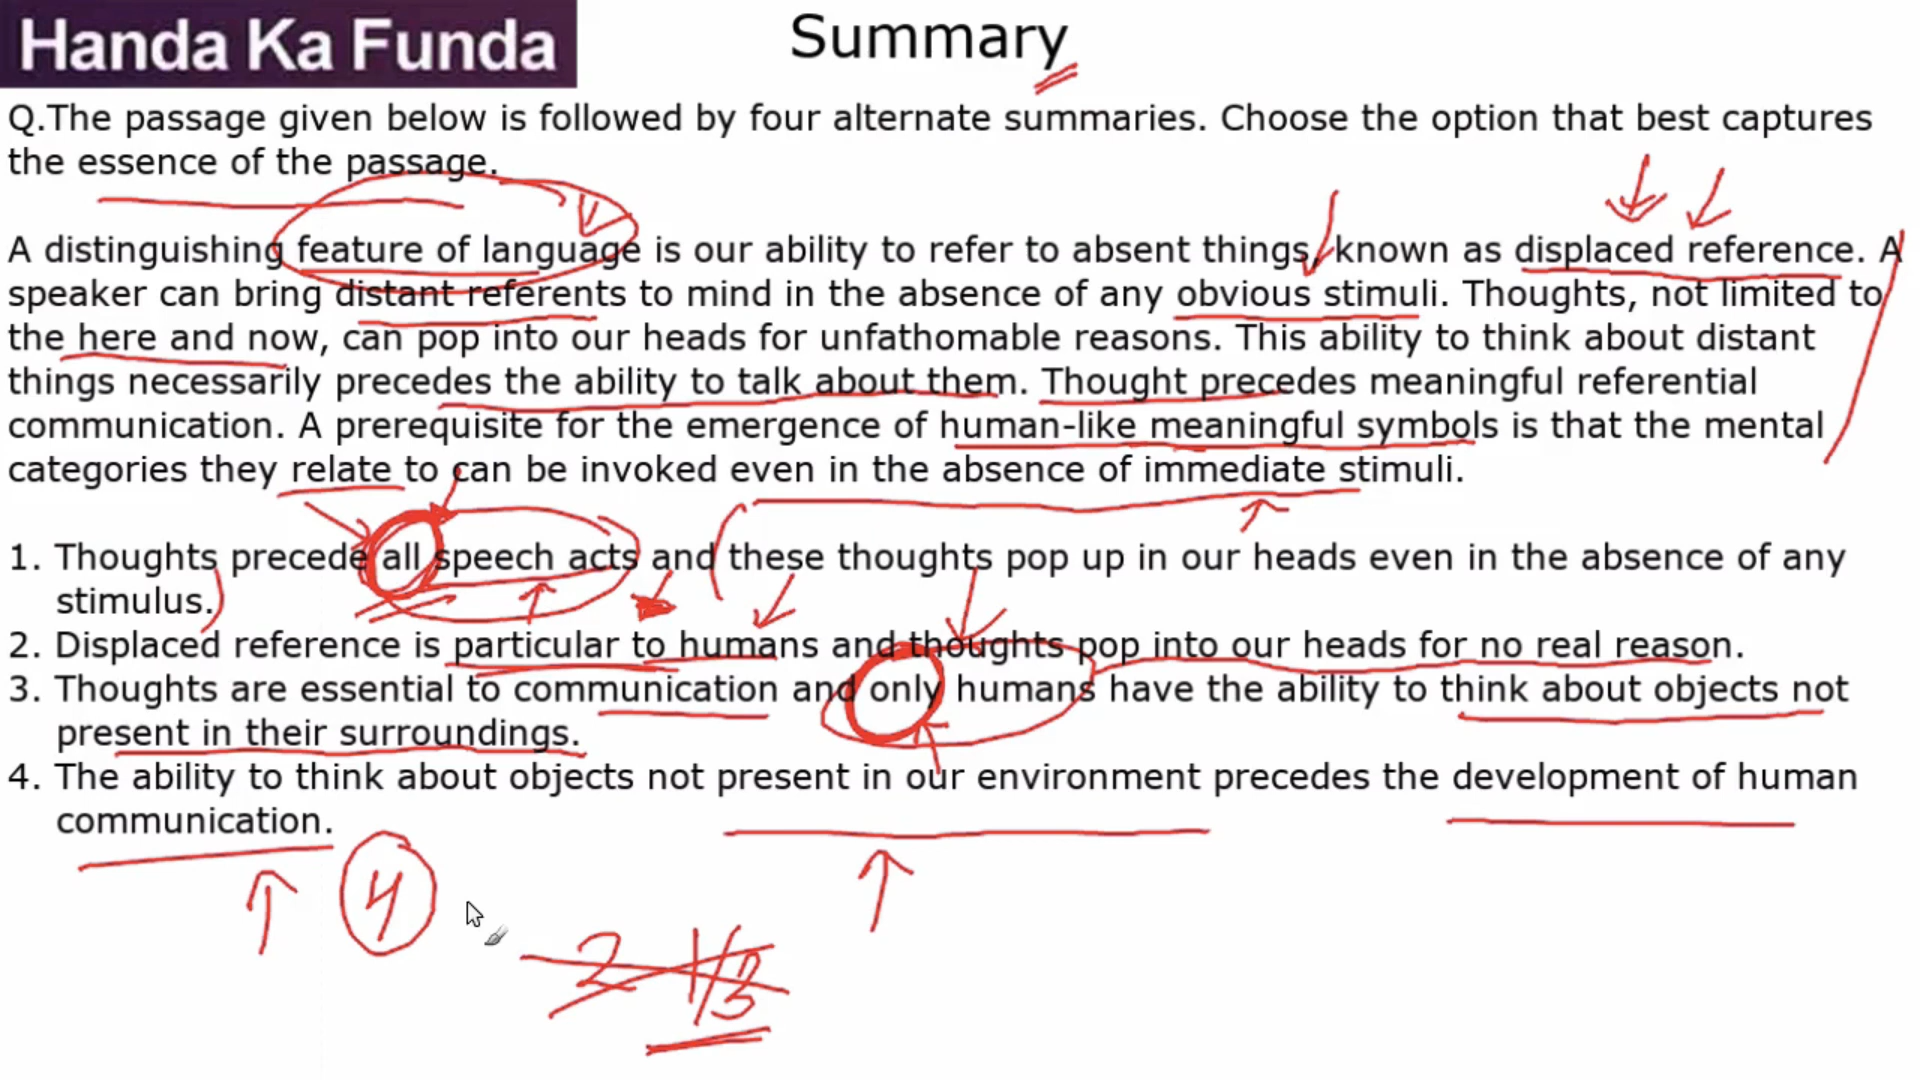 Handa Ka Funda
Summary
Q.The passage given below is followed by four alternate summaries. Choose the option that best captures
the essence of the passage.
A distinguishing feature of language is our ability to refer to absent things, known as displaced reference. A
speaker can bring distant referents to mind in the absence of any obvious stimuli. Thoughts, not limited to
the here and now, can pop into our heads for unfathomable reasons. This ability to think about distant
things necessarily precedes the ability to talk about them. Thought precedes meaningful referential
communication. A prerequisite for the emergence of human-like meaningful symbols is that the mental
categories they relate to can be invoked even in the absence of immediate stimuli.
1. Thoughts precede all speech acts and these thoughts pop up in our heads even in the absence of any
stimulus.
2. Displaced reference is particular to humans and thoughts pop into our heads for no real reason.
3. Thoughts are essential to communication and only humans have the ability to think about objects not
present in their surroundings.
4. The ability to think about objects not present in our environment precedes the development of human
communication.
4
2 1/3